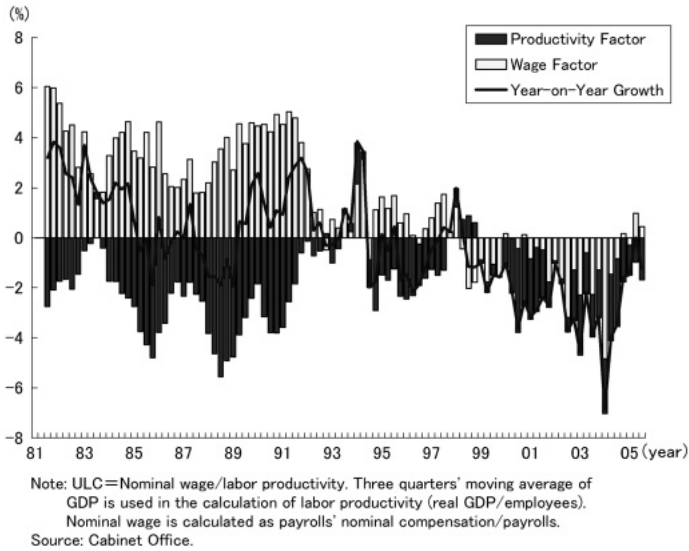 (%)
8
6
4
2
0
−2
−4
−6
−8
Productivity Factor
Wage Factor
Year-on-Year Growth
81 83 85 87 89 91 93 95 97 99 01 03 05 (year)
Note: ULC＝Nominal wage/labor productivity. Three quarters' moving average of
GDP is used in the calculation of labor productivity (real GDP/employees).
Nominal wage is calculated as payrolls' nominal compensation/payrolls.
Source: Cabinet Office.